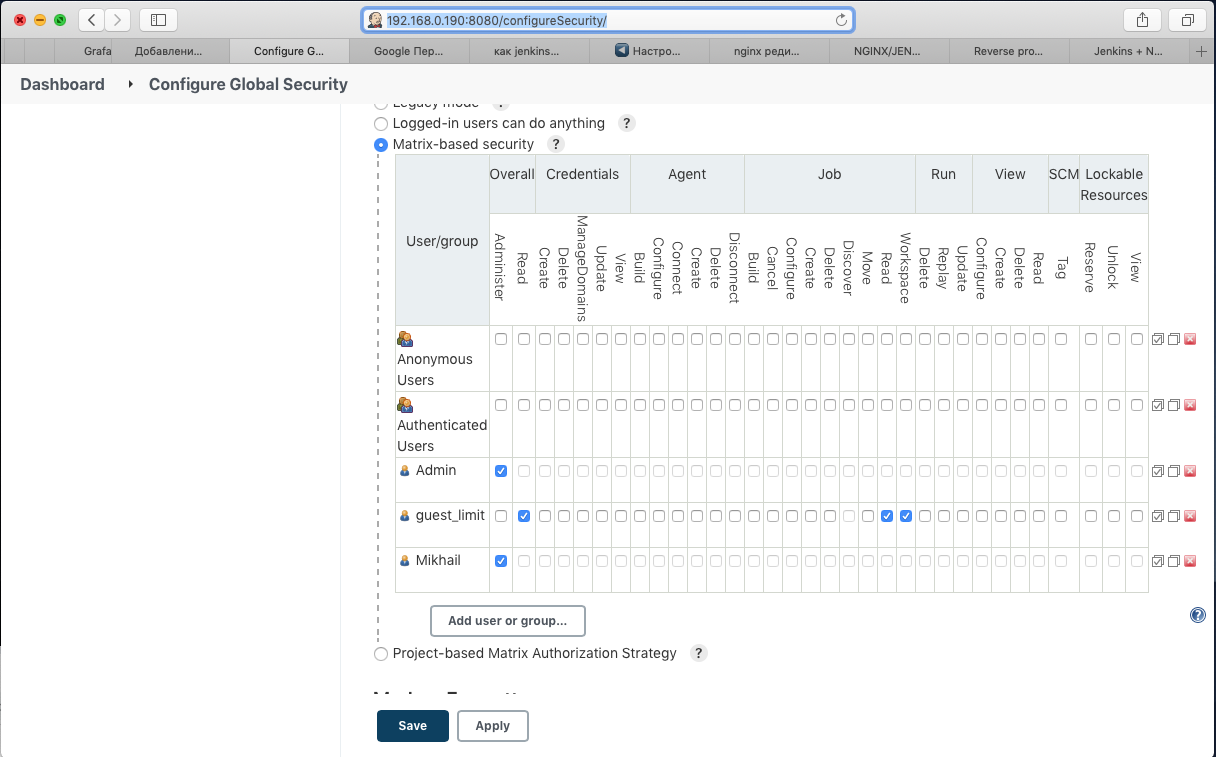 192.168.0.190:8080/configureSecurity/
Grafa Добавлени... Configure G... Google Пер... как jenkins... Настро... nginx реди... NGINX/JEN... Reverse pro... Jenkins + N...
Dashboard Configure Global Security
Legacy mode ?
Logged-in users can do anything ?
Matrix-based security ?
User/group Overall Credentials Agent Job Run View SCM Lockable Resources
Administer Read Create Delete ManageDomains Update View Build Configure Connect Create Delete Disconnect Build Cancel Configure Create Delete Discover Move Read Workspace Delete Replay Update Configure Create Delete Read Tag Reserve Unlock View
Anonymous
Users
Authenticated
Users
Admin
guest_limit
Mikhail
Add user or group...
?
Project-based Matrix Authorization Strategy ?
Save Apply